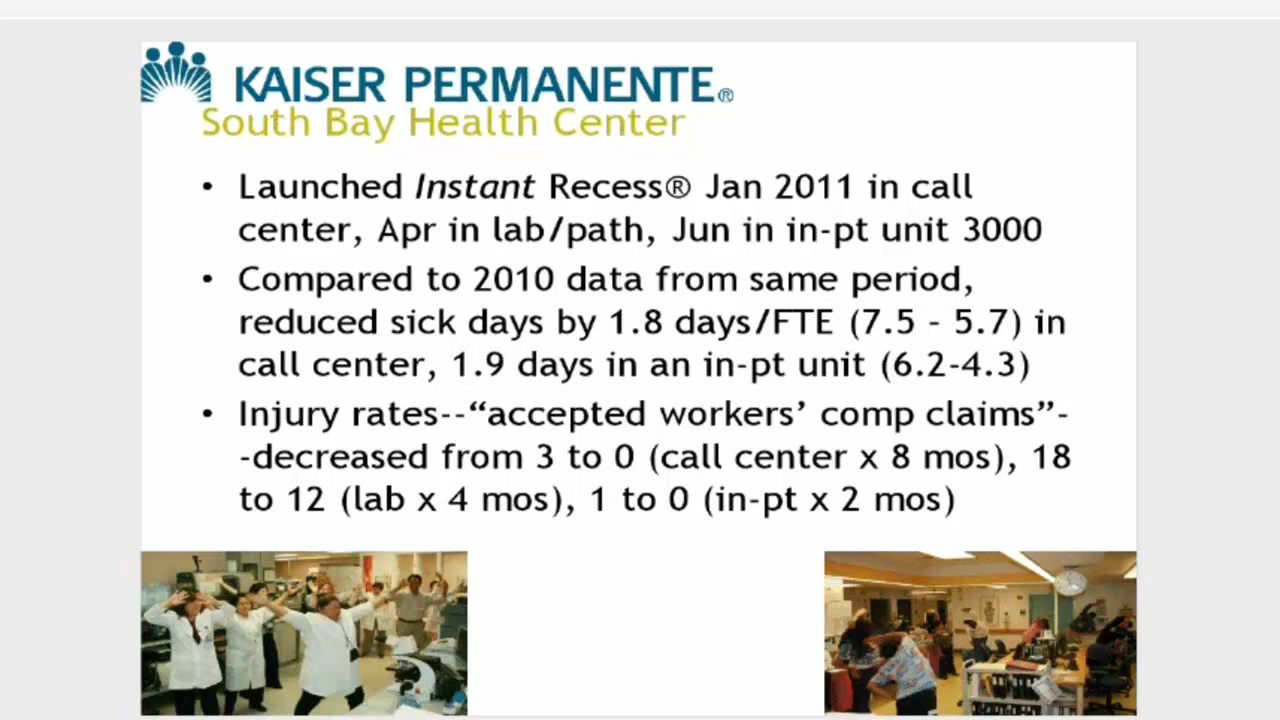 KAISER PERMANENTE®
South Bay Health Center
• Launched Instant Recess® Jan 2011 in call
center, Apr in lab/path, Jun in in-pt unit 3000
• Compared to 2010 data from same period,
reduced sick days by 1.8 days/FTE (7.5 - 5.7) in
call center, 1.9 days in an in-pt unit (6.2-4.3)
• Injury rates--“accepted workers’ comp claims”-
-decreased from 3 to 0 (call center x 8 mos), 18
to 12 (lab x 4 mos), 1 to 0 (in-pt x 2 mos)